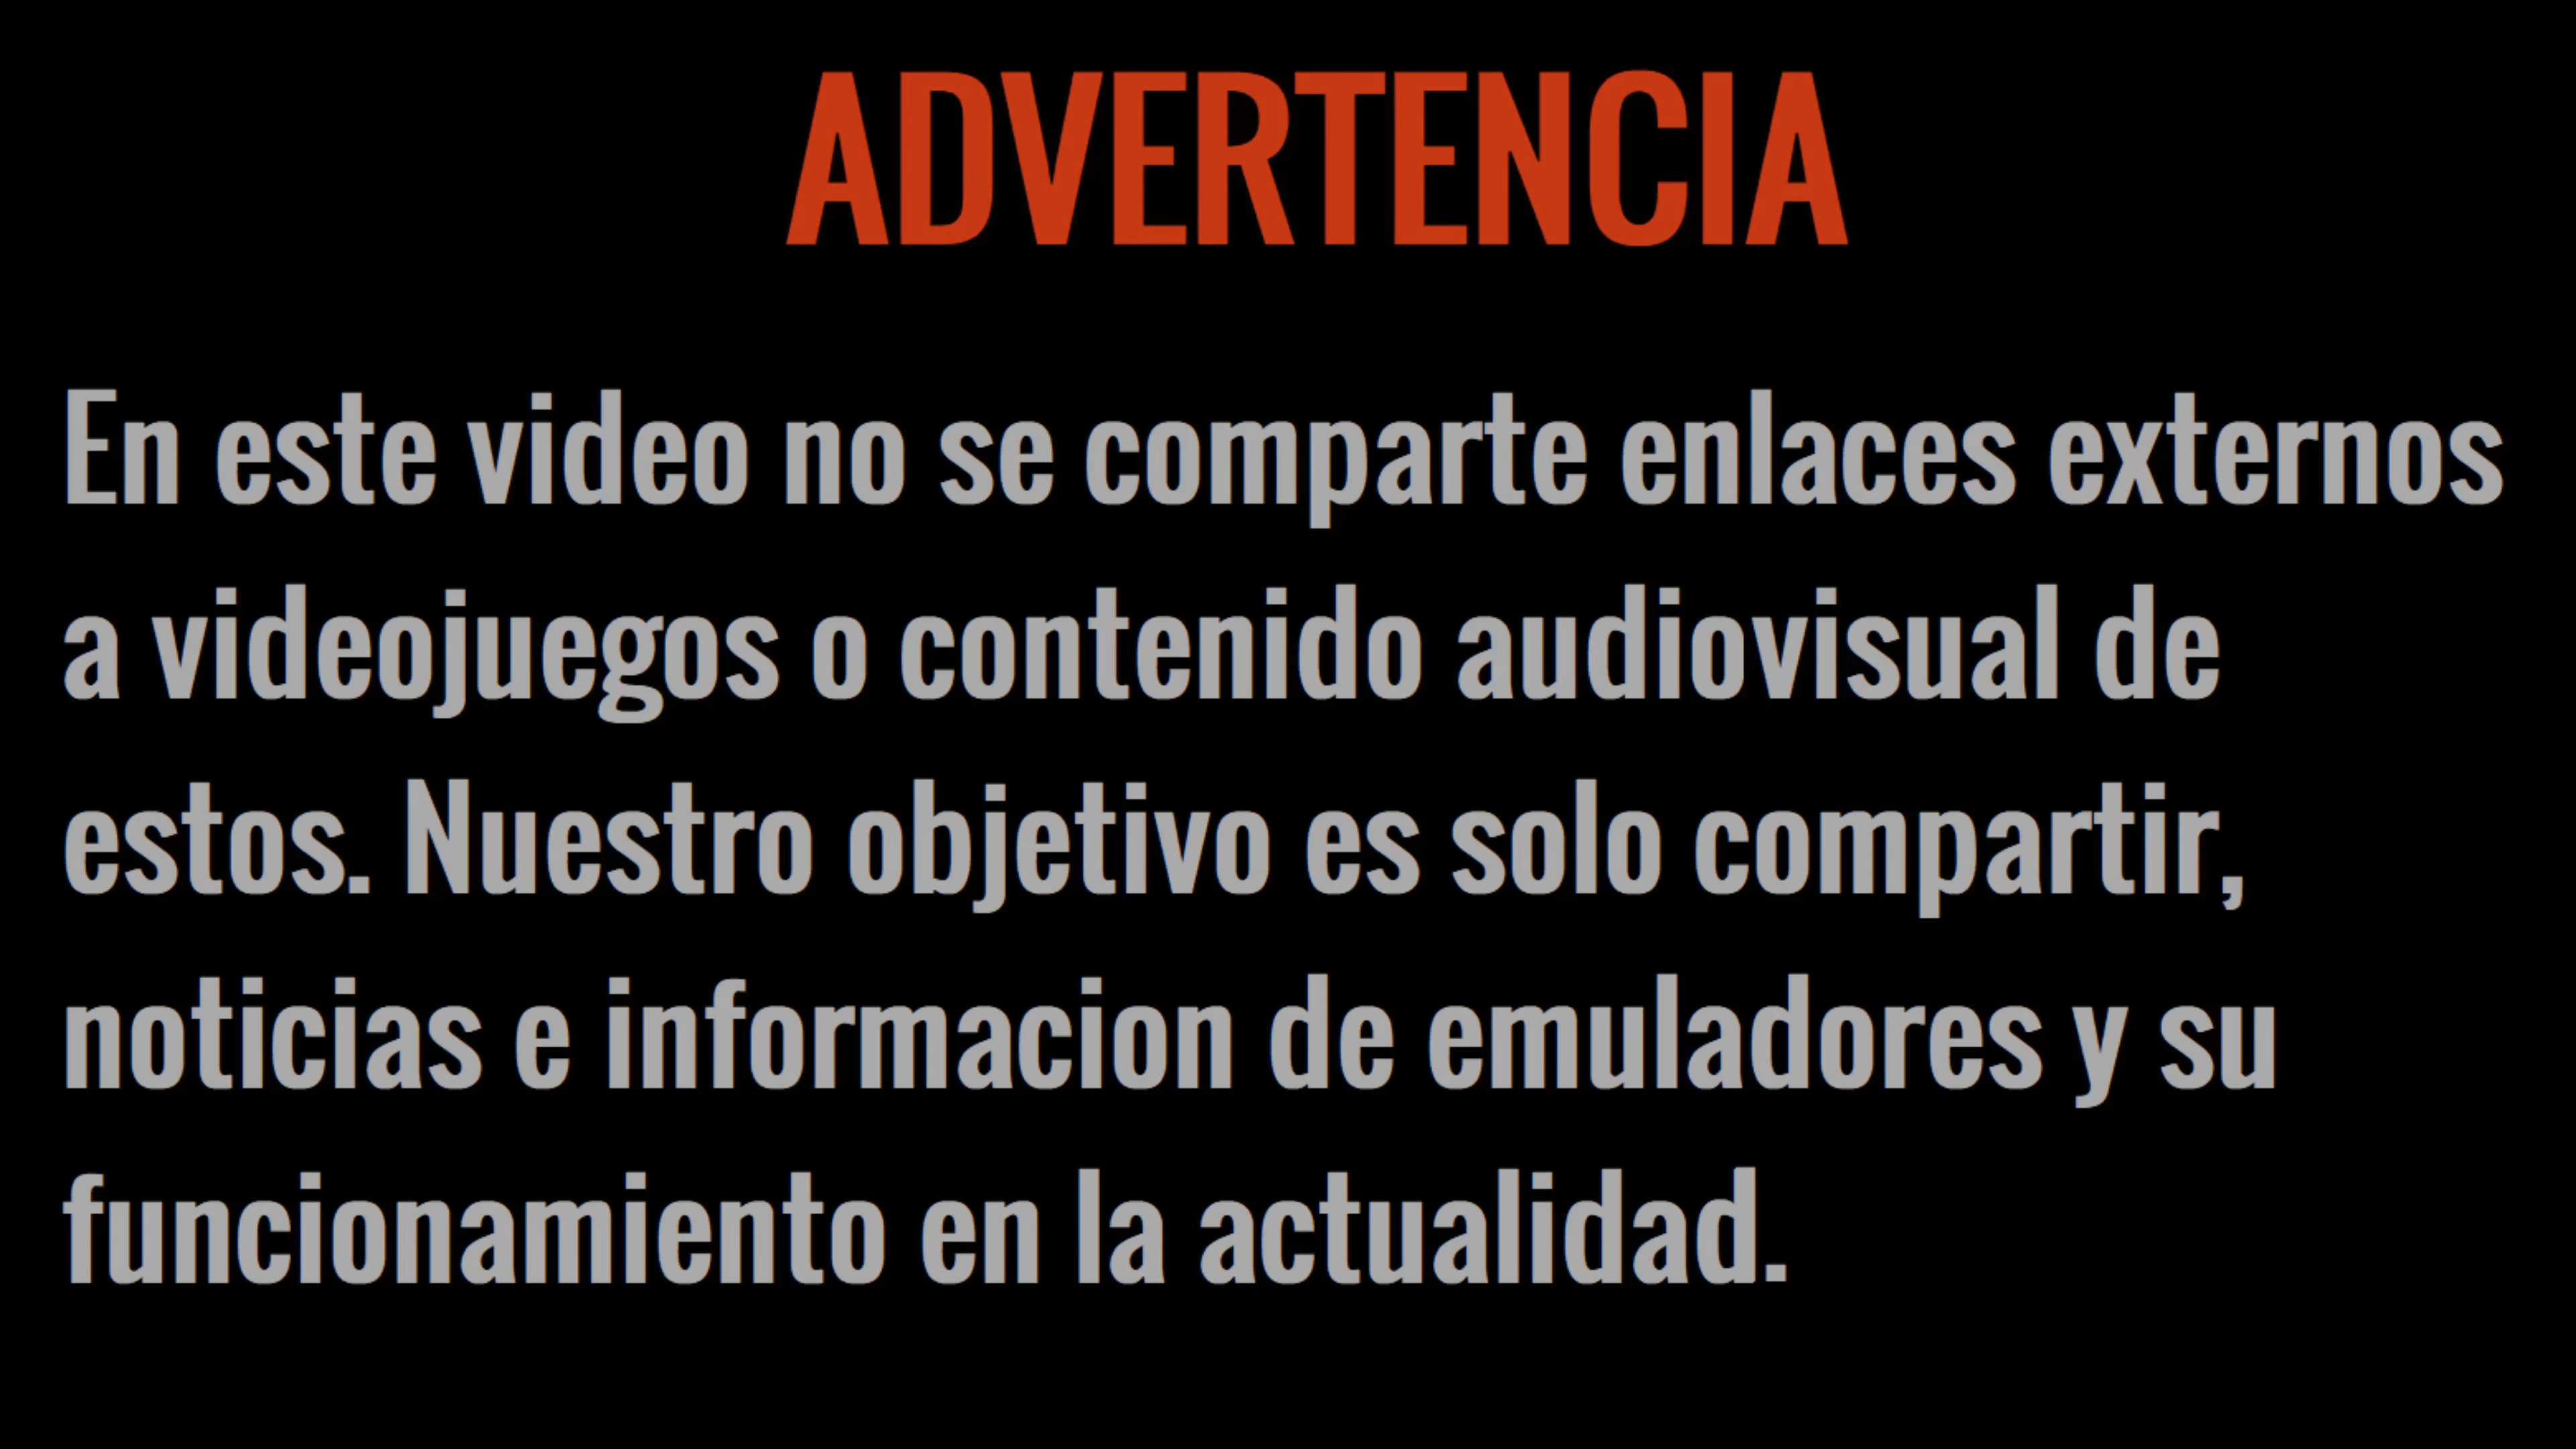 ADVERTENCIA
En este video no se comparte enlaces externos
a videojuegos o contenido audiovisual de
estos. Nuestro objetivo es solo compartir,
noticias e informacion de emuladores y su
funcionamiento en la actualidad.